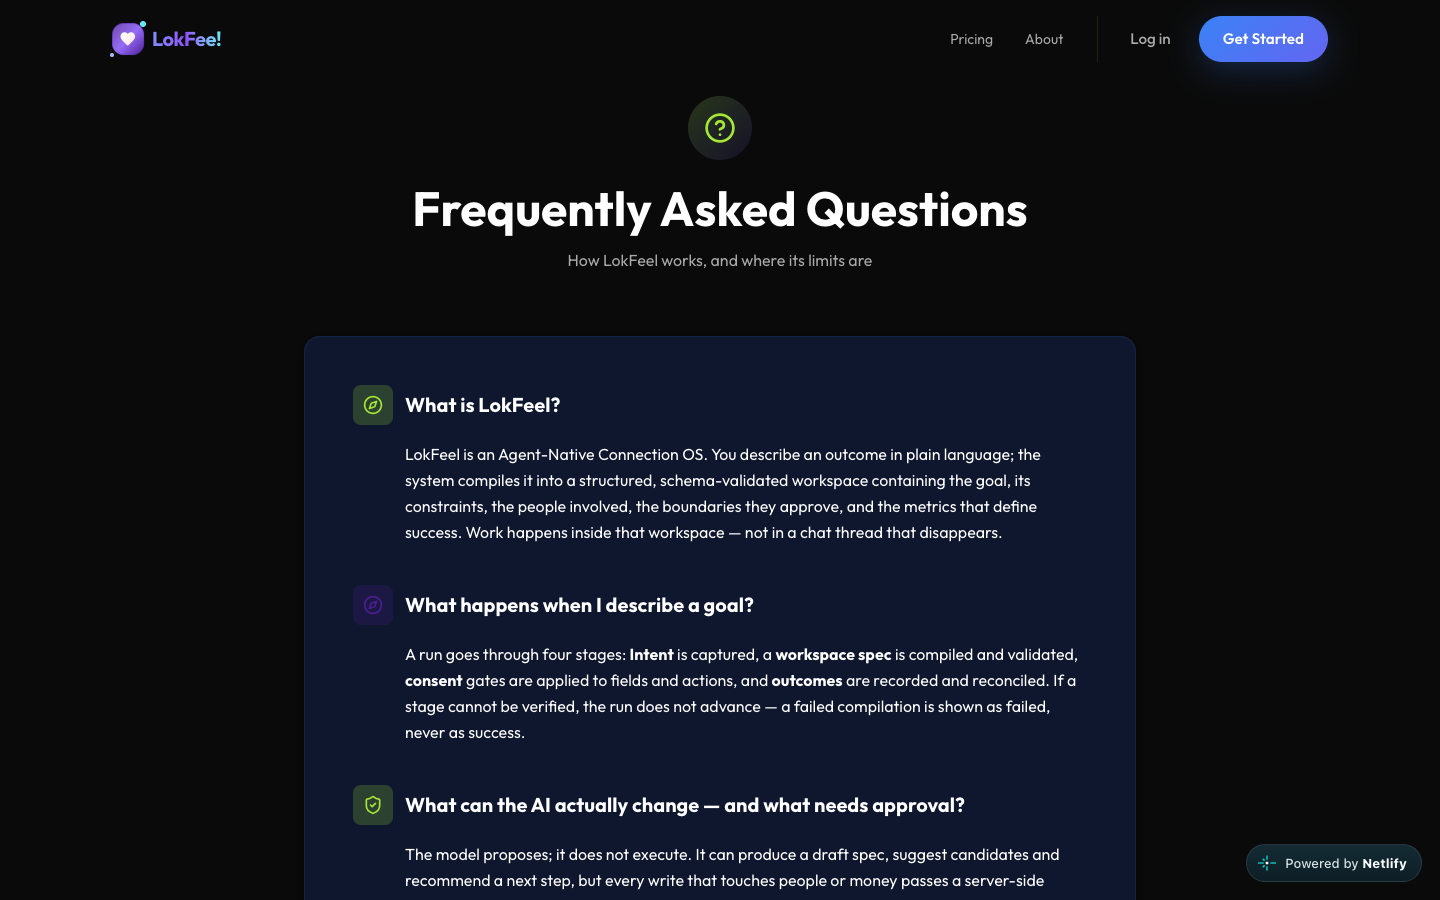 LokFee!
Pricing
About
Log in
Get Started
Frequently Asked Questions
How LokFeel works, and where its limits are
What is LokFeel?
LokFeel is an Agent-Native Connection OS. You describe an outcome in plain language; the
system compiles it into a structured, schema-validated workspace containing the goal, its
constraints, the people involved, the boundaries they approve, and the metrics that define
success. Work happens inside that workspace — not in a chat thread that disappears.
What happens when I describe a goal?
A run goes through four stages: Intent is captured, a workspace spec is compiled and validated,
consent gates are applied to fields and actions, and outcomes are recorded and reconciled. If a
stage cannot be verified, the run does not advance — a failed compilation is shown as failed,
never as success.
What can the AI actually change — and what needs approval?
The model proposes; it does not execute. It can produce a draft spec, suggest candidates and
recommend a next step, but every write that touches people or money passes a server-side
Powered by Netlify